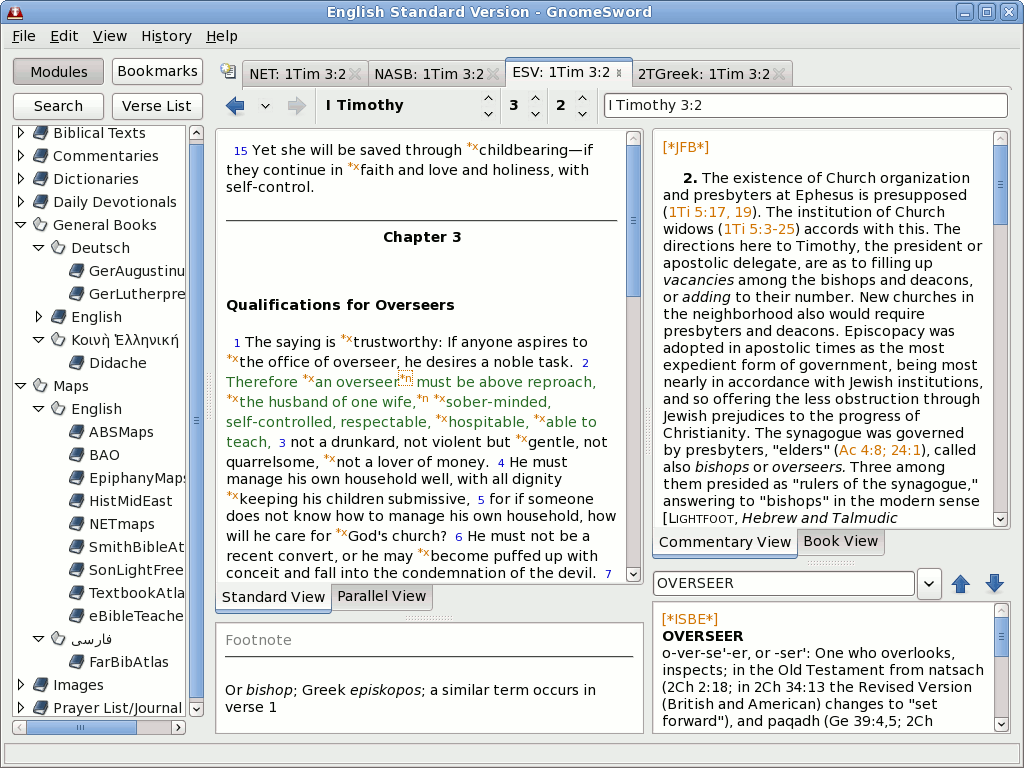 English Standard Version - GnomeSword
File Edit View History Help
Modules Bookmarks
Search Verse List
Biblical Texts
Commentaries
Dictionaries
Daily Devotionals
General Books
Deutsch
GerAugustinu
GerLutherpre
English
Κοινὴ Ἑλληνική
Didache
Maps
English
ABSMaps
BAO
EpiphanyMaps
HistMidEast
NETmaps
SmithBibleAt
SonLightFree
TextbookAtla
eBibleTeache
فارسی
FarBibAtlas
Images
Prayer List/Journal
NET: 1Tim 3:2 NASB: 1Tim 3:2 ESV: 1Tim 3:2 2TGreek: 1Tim 3:2
I Timothy 3 2 I Timothy 3:2
15 Yet she will be saved through *xchildbearing—if
they continue in *xfaith and love and holiness, with
self-control.
Chapter 3
Qualifications for Overseers
1 The saying is *xtrustworthy: If anyone aspires to
*xthe office of overseer, he desires a noble task. 2
Therefore *xan overseer*n must be above reproach,
*xthe husband of one wife,*n *xsober-minded,
self-controlled, respectable, *xhospitable, *xable to
teach, 3 not a drunkard, not violent but *xgentle, not
quarrelsome, *xnot a lover of money. 4 He must
manage his own household well, with all dignity
*xkeeping his children submissive, 5 for if someone
does not know how to manage his own household, how
will he care for *xGod's church? 6 He must not be a
recent convert, or he may *xbecome puffed up with
conceit and fall into the condemnation of the devil. 7
Standard View Parallel View
Footnote
Or bishop; Greek episkopos; a similar term occurs in
verse 1
[*JFB*]
2. The existence of Church organization
and presbyters at Ephesus is presupposed
(1Ti 5:17, 19). The institution of Church
widows (1Ti 5:3-25) accords with this. The
directions here to Timothy, the president or
apostolic delegate, are as to filling up
vacancies among the bishops and deacons,
or adding to their number. New churches in
the neighborhood also would require
presbyters and deacons. Episcopacy was
adopted in apostolic times as the most
expedient form of government, being most
nearly in accordance with Jewish institutions,
and so offering the less obstruction through
Jewish prejudices to the progress of
Christianity. The synagogue was governed
by presbyters, "elders" (Ac 4:8; 24:1), called
also bishops or overseers. Three among
them presided as "rulers of the synagogue,"
answering to "bishops" in the modern sense
[LIGHTFOOT, Hebrew and Talmudic
Commentary View Book View
OVERSEER
[*ISBE*]
OVERSEER
o-ver-se'-er, or -ser': One who overlooks,
inspects; in the Old Testament from natsach
(2Ch 2:18; in 2Ch 34:13 the Revised Version
(British and American) changes to "set
forward"), and paqadh (Ge 39:4,5; 2Ch